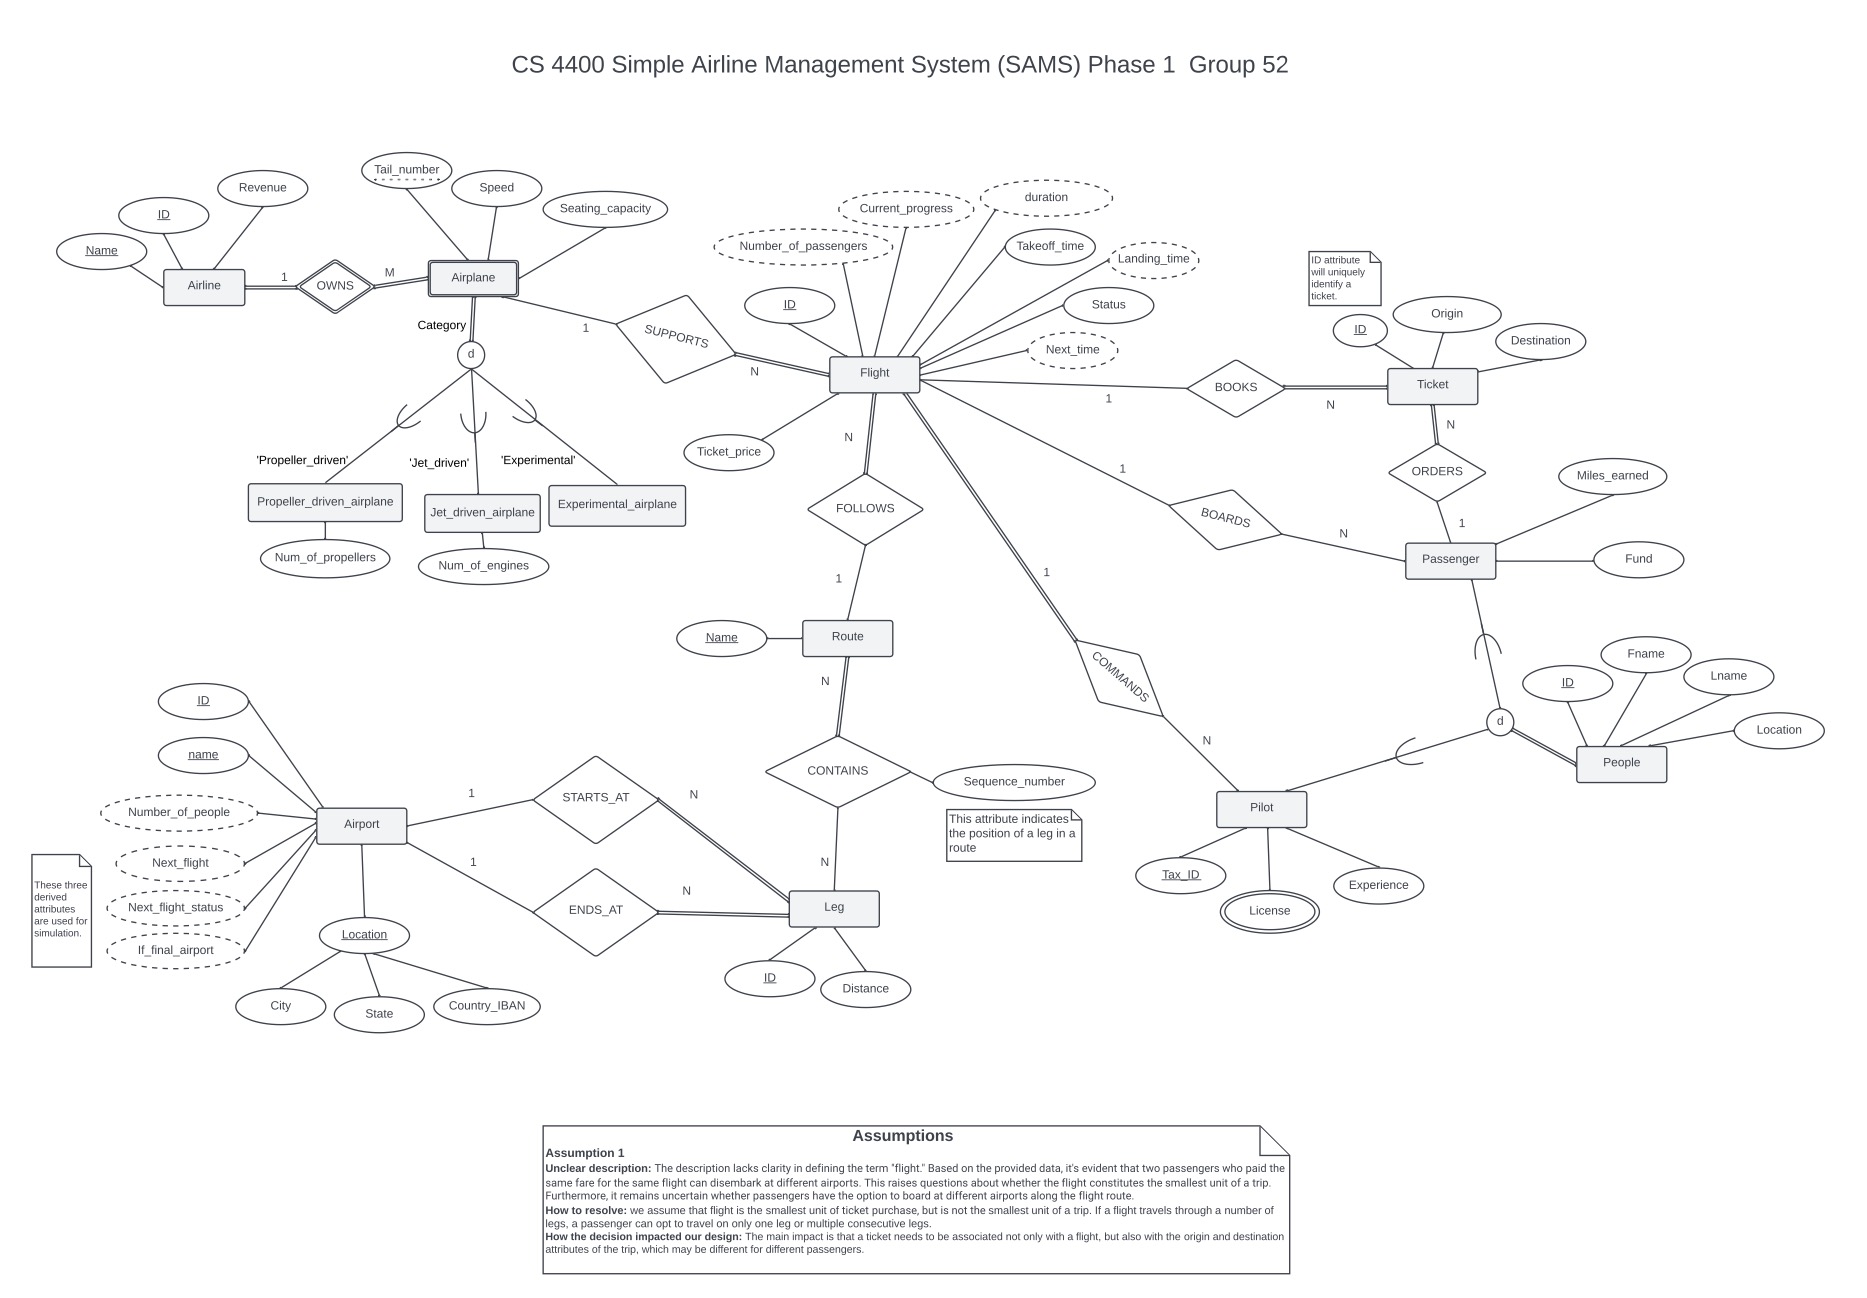 CS 4400 Simple Airline Management System (SAMS) Phase 1  Group 52
Tail_number
Revenue
Speed
ID
Seating_capacity
Name
Airline
1
OWNS
M
Airplane
Category
d
'Propeller_driven'
'Jet_driven'
'Experimental'
Propeller_driven_airplane
Jet_driven_airplane
Experimental_airplane
Num_of_propellers
Num_of_engines
1
SUPPORTS
N
duration
Current_progress
Number_of_passengers
Takeoff_time
Landing_time
ID
Status
Next_time
Flight
Ticket_price
ID attribute
will uniquely
identify a
ticket.
ID
Origin
Destination
Ticket
1
BOOKS
N
N
ORDERS
1
Miles_earned
Passenger
Fund
1
BOARDS
N
N
FOLLOWS
1
Name
Route
1
COMMANDS
N
d
ID
Fname
Lname
Location
People
Pilot
Tax_ID
License
Experience
N
CONTAINS
Sequence_number
This attribute indicates
the position of a leg in a
route
N
ID
name
Number_of_people
Next_flight
Next_flight_status
If_final_airport
These three
derived
attributes
are used for
simulation.
Airport
Location
City
State
Country_IBAN
1
STARTS_AT
N
1
ENDS_AT
N
Leg
ID
Distance
Assumptions
Assumption 1
Unclear description: The description lacks clarity in defining the term "flight." Based on the provided data, it's evident that two passengers who paid the
same fare for the same flight can disembark at different airports. This raises questions about whether the flight constitutes the smallest unit of a trip.
Furthermore, it remains uncertain whether passengers have the option to board at different airports along the flight route.
How to resolve: we assume that flight is the smallest unit of ticket purchase, but is not the smallest unit of a trip. If a flight travels through a number of
legs, a passenger can opt to travel on only one leg or multiple consecutive legs.
How the decision impacted our design: The main impact is that a ticket needs to be associated not only with a flight, but also with the origin and destination
attributes of the trip, which may be different for different passengers.